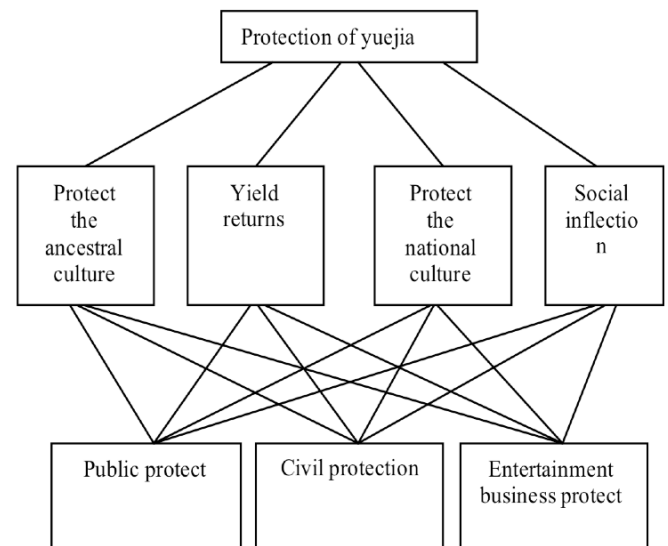 Protection of yuejia
Protect
the
ancestral
culture
Yield
returns
Protect
the
national
culture
Social
inflectio
n
Public protect
Civil protection
Entertainment
business protect